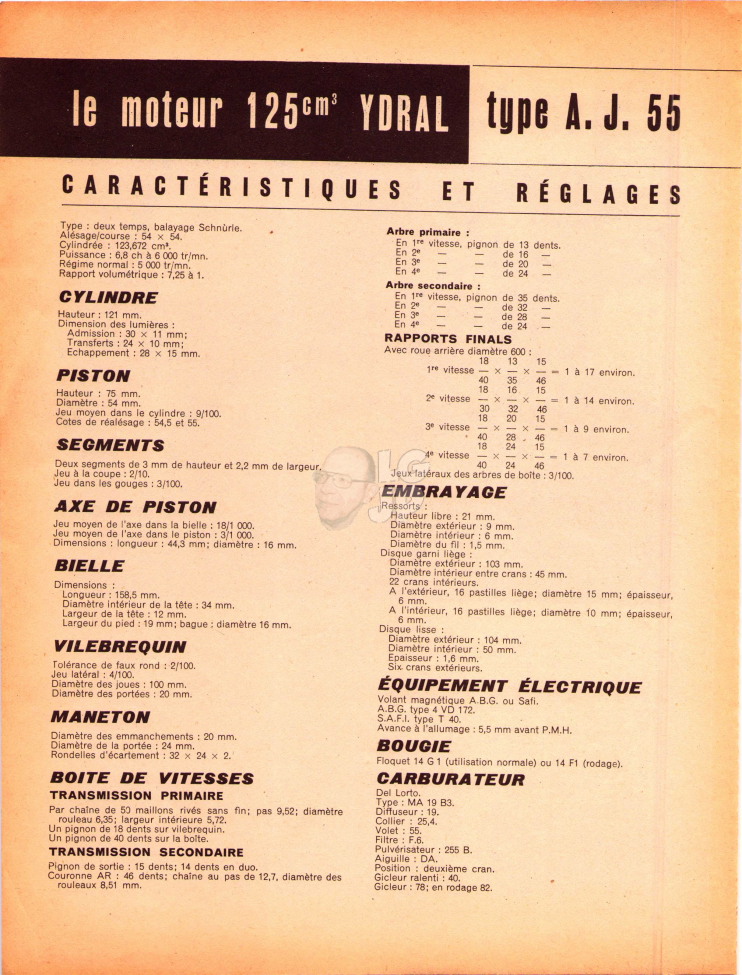 le moteur 125cm³ YDRAL type A. J. 55
CARACTÉRISTIQUES ET RÉGLAGES
Type : deux temps, balayage Schnürle.
Alésage/course : 54 × 54.
Cylindrée : 123,672 cm³.
Puissance : 6,8 ch à 6 000 tr/mn.
Régime normal : 5 000 tr/mn.
Rapport volumétrique : 7,25 à 1.
CYLINDRE
Hauteur : 121 mm.
Dimension des lumières :
Admission : 30 × 11 mm;
Transferts : 24 × 10 mm;
Echappement : 28 × 15 mm.
PISTON
Hauteur : 75 mm.
Diamètre : 54 mm.
Jeu moyen dans le cylindre : 9/100.
Cotes de réalésage : 54,5 et 55.
SEGMENTS
Deux segments de 3 mm de hauteur et 2,2 mm de largeur.
Jeu à la coupe : 2/10.
Jeu dans les gouges : 3/100.
AXE DE PISTON
Jeu moyen de l'axe dans la bielle : 18/1 000.
Jeu moyen de l'axe dans le piston : 3/1 000.
Dimensions : longueur : 44,3 mm; diamètre : 16 mm.
BIELLE
Dimensions :
Longueur : 158,5 mm.
Diamètre intérieur de la tête : 34 mm.
Largeur de la tête : 12 mm.
Largeur du pied : 19 mm; bague : diamètre 16 mm.
VILEBREQUIN
Tolérance de faux rond : 2/100.
Jeu latéral : 4/100.
Diamètre des joues : 100 mm.
Diamètre des portées : 20 mm.
MANETON
Diamètre des emmanchements : 20 mm.
Diamètre de la portée : 24 mm.
Rondelles d'écartement : 32 × 24 × 2.
BOITE DE VITESSES
TRANSMISSION PRIMAIRE
Par chaîne de 50 maillons rivés sans fin; pas 9,52; diamètre
rouleau 6,35; largeur intérieure 5,72.
Un pignon de 18 dents sur vilebrequin.
Un pignon de 40 dents sur la boîte.
TRANSMISSION SECONDAIRE
Pignon de sortie : 15 dents; 14 dents en duo.
Couronne AR : 46 dents; chaîne au pas de 12,7, diamètre des
rouleaux 8,51 mm.
Arbre primaire :
En 1re vitesse, pignon de 13 dents.
En 2e — — de 16 —
En 3e — — de 20 —
En 4e — — de 24 —
Arbre secondaire :
En 1re vitesse, pignon de 35 dents.
En 2e — — de 32 —
En 3e — — de 28 —
En 4e — — de 24 —
RAPPORTS FINALS
Avec roue arrière diamètre 600 :
18 13 15
1re vitesse — × — × — = 1 à 17 environ.
40 35 46
18 16 15
2e vitesse — × — × — = 1 à 14 environ.
30 32 46
18 20 15
3e vitesse — × — × — = 1 à 9 environ.
40 28 46
18 24 15
4e vitesse — × — × — = 1 à 7 environ.
40 24 46
Jeux latéraux des arbres de boîte : 3/100.
EMBRAYAGE
Ressorts :
Hauteur libre : 21 mm.
Diamètre extérieur : 9 mm.
Diamètre intérieur : 6 mm.
Diamètre du fil : 1,5 mm.
Disque garni liège :
Diamètre extérieur : 103 mm.
Diamètre intérieur entre crans : 45 mm.
22 crans intérieurs.
A l'extérieur, 16 pastilles liège; diamètre 15 mm; épaisseur,
6 mm.
A l'intérieur, 16 pastilles liège; diamètre 10 mm; épaisseur,
6 mm.
Disque lisse :
Diamètre extérieur : 104 mm.
Diamètre intérieur : 50 mm.
Epaisseur : 1,6 mm.
Six crans extérieurs.
ÉQUIPEMENT ÉLECTRIQUE
Volant magnétique A.B.G. ou Safi.
A.B.G. type 4 VD 172.
S.A.F.I. type T 40.
Avance à l'allumage : 5,5 mm avant P.M.H.
BOUGIE
Floquet 14 G 1 (utilisation normale) ou 14 F1 (rodage).
CARBURATEUR
Del Lorto.
Type : MA 19 B3.
Diffuseur : 19.
Collier : 25,4.
Volet : 55.
Filtre : F.6.
Pulvérisateur : 255 B.
Aiguille : DA.
Position : deuxième cran.
Gicleur ralenti : 40.
Gicleur : 78; en rodage 82.